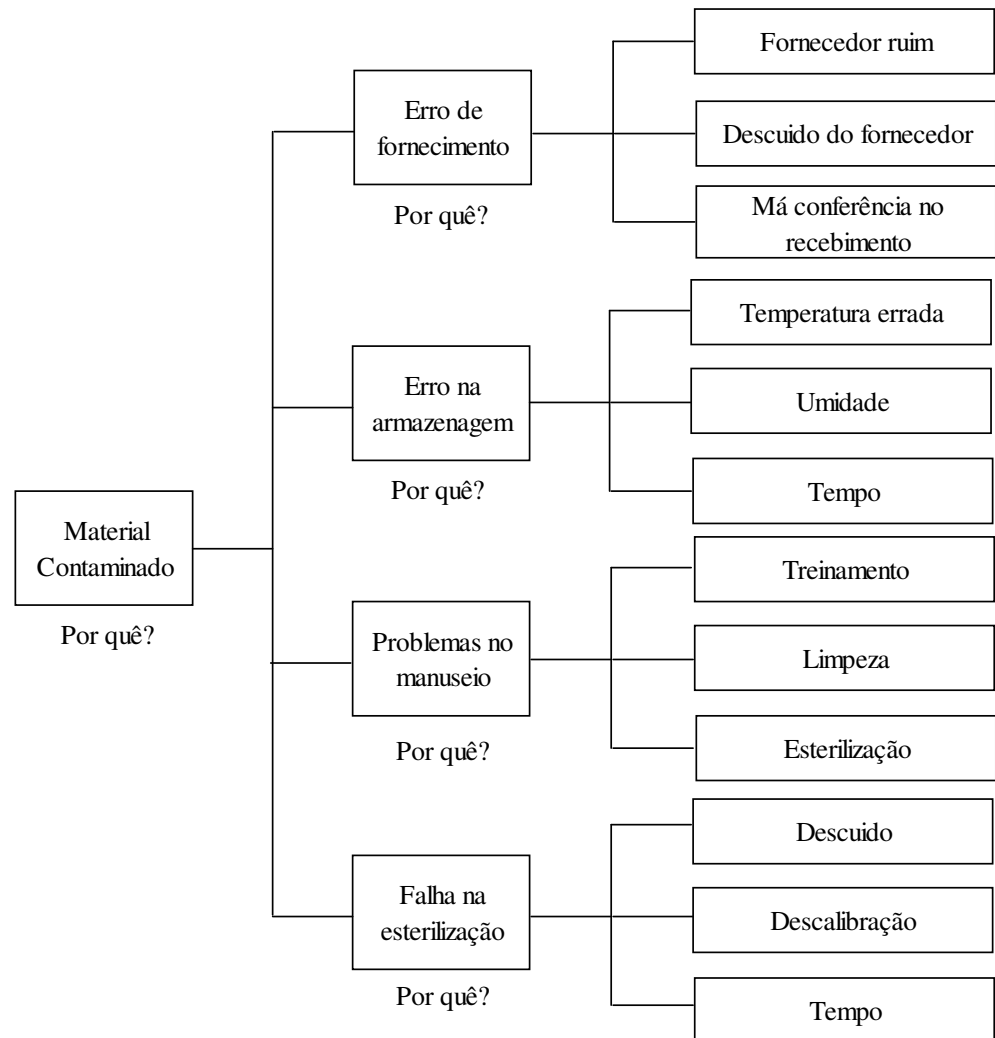 Fornecedor ruim
Erro de
fornecimento
Descuido do fornecedor
Por quê?
Má conferência no
recebimento
Temperatura errada
Erro na
armazenagem
Umidade
Por quê?
Tempo
Material
Contaminado
Por quê?
Treinamento
Problemas no
manuseio
Limpeza
Por quê?
Esterilização
Descuido
Falha na
esterilização
Descalibração
Por quê?
Tempo